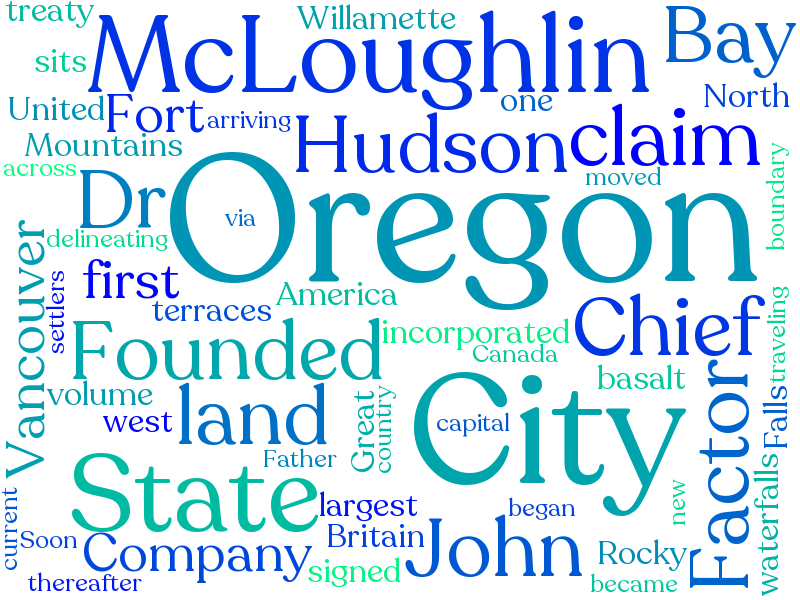 treaty
Willamette
Bay
McLoughlin
sits
North
one
United
Fort
arriving
Hudson
claim
Mountains
across
moved
boundary
Dr
Oregon
via
delineating
Vancouver
first
settlers
America
terraces
Chief
traveling
Founded
incorporated
Canada
basalt
volume
City
land
west
Great
country
capital
Factor
Falls
Father
State
largest
began
new
waterfalls
current
Soon
Company
Britain
John
Rocky
signed
thereafter
became